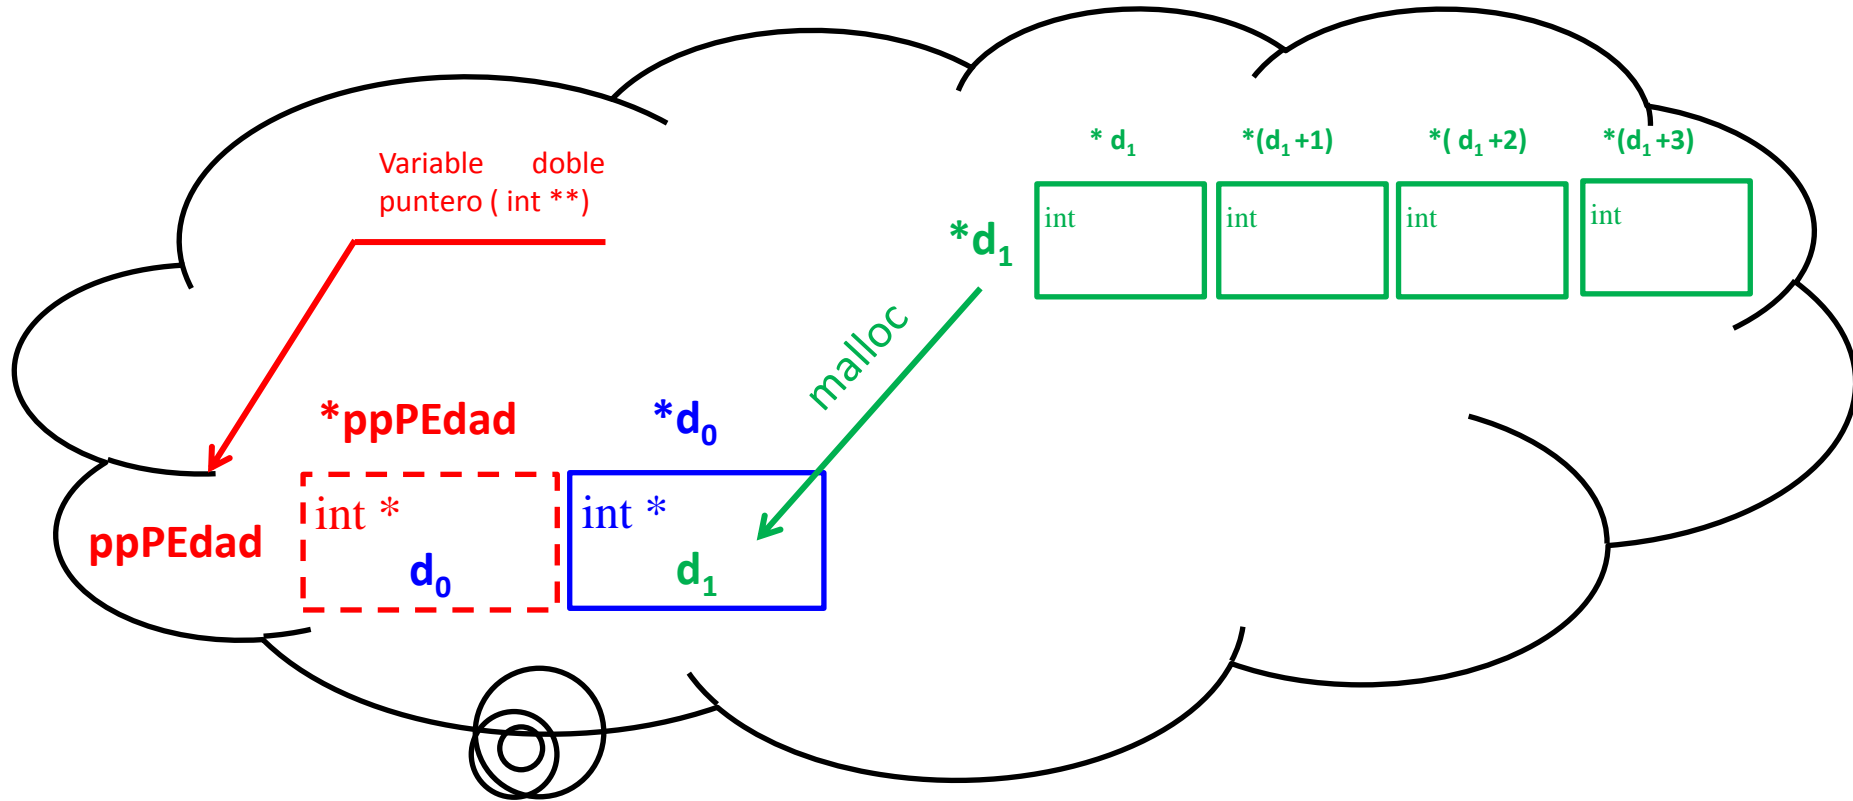 * d₁ *(d₁ +1) *( d₁ +2) *(d₁ +3)
Variable doble
puntero ( int **)
int int int int
*d₁
malloc
*ppPEdad *d₀
int * int *
ppPEdad
d₀ d₁